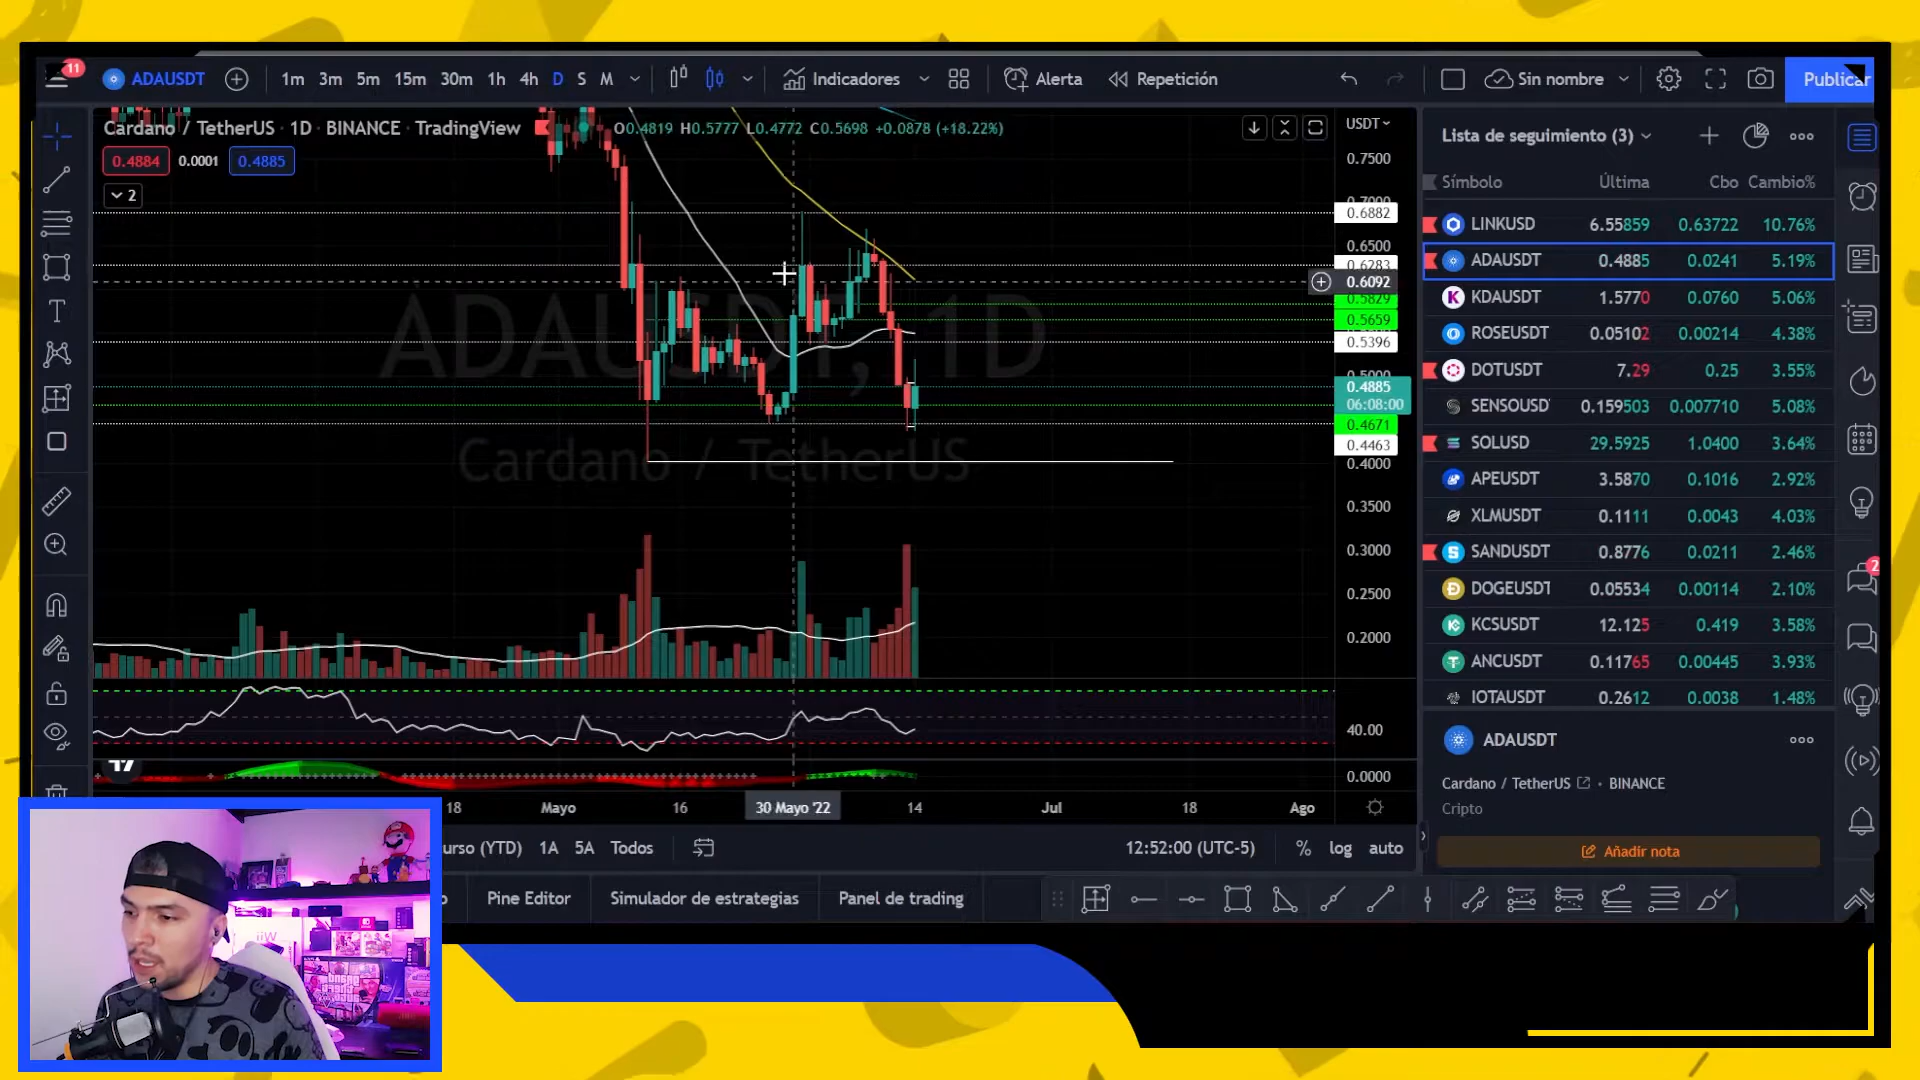 11
ADAUSDT
1m 3m 5m 15m 30m 1h 4h D S M
Indicadores
Alerta
Repetición
Sin nombre
Publicar
Cardano / TetherUS · 1D · BINANCE · TradingView
O0.4819 H0.5777 L0.4772 C0.5698 +0.0878 (+18.22%)
0.4884 0.0001 0.4885
2
ADAUSDT, 1D
Cardano / TetherUS
USDT
0.7500
0.7000
0.6882
0.6500
0.6283
0.6092
0.5829
0.5659
0.5396
0.5000
0.4885
06:08:00
0.4671
0.4463
0.4000
0.3500
0.3000
0.2500
0.2000
40.00
0.0000
18 Mayo 16 30 Mayo '22 14 Jul 18 Ago
urso (YTD) 1A 5A Todos
12:52:00 (UTC-5) % log auto
Pine Editor
Simulador de estrategias
Panel de trading
Lista de seguimiento (3)
Símbolo Última Cbo Cambio%
LINKUSD 6.55859 0.63722 10.76%
ADAUSDT 0.4885 0.0241 5.19%
KDAUSDT 1.5770 0.0760 5.06%
ROSEUSDT 0.05102 0.00214 4.38%
DOTUSDT 7.29 0.25 3.55%
SENSOUSD 0.159503 0.007710 5.08%
SOLUSD 29.5925 1.0400 3.64%
APEUSDT 3.5870 0.1016 2.92%
XLMUSDT 0.1111 0.0043 4.03%
SANDUSDT 0.8776 0.0211 2.46%
DOGEUSDT 0.05534 0.00114 2.10%
KCSUSDT 12.125 0.419 3.58%
ANCUSDT 0.11765 0.00445 3.93%
IOTAUSDT 0.2612 0.0038 1.48%
2
ADAUSDT
Cardano / TetherUS · BINANCE
Cripto
Añadir nota